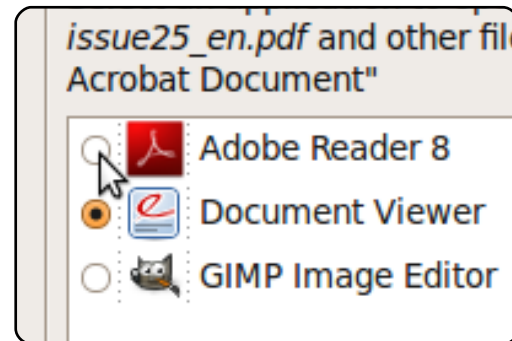 issue25_en.pdf and other file
Acrobat Document"
Adobe Reader 8
Document Viewer
GIMP Image Editor